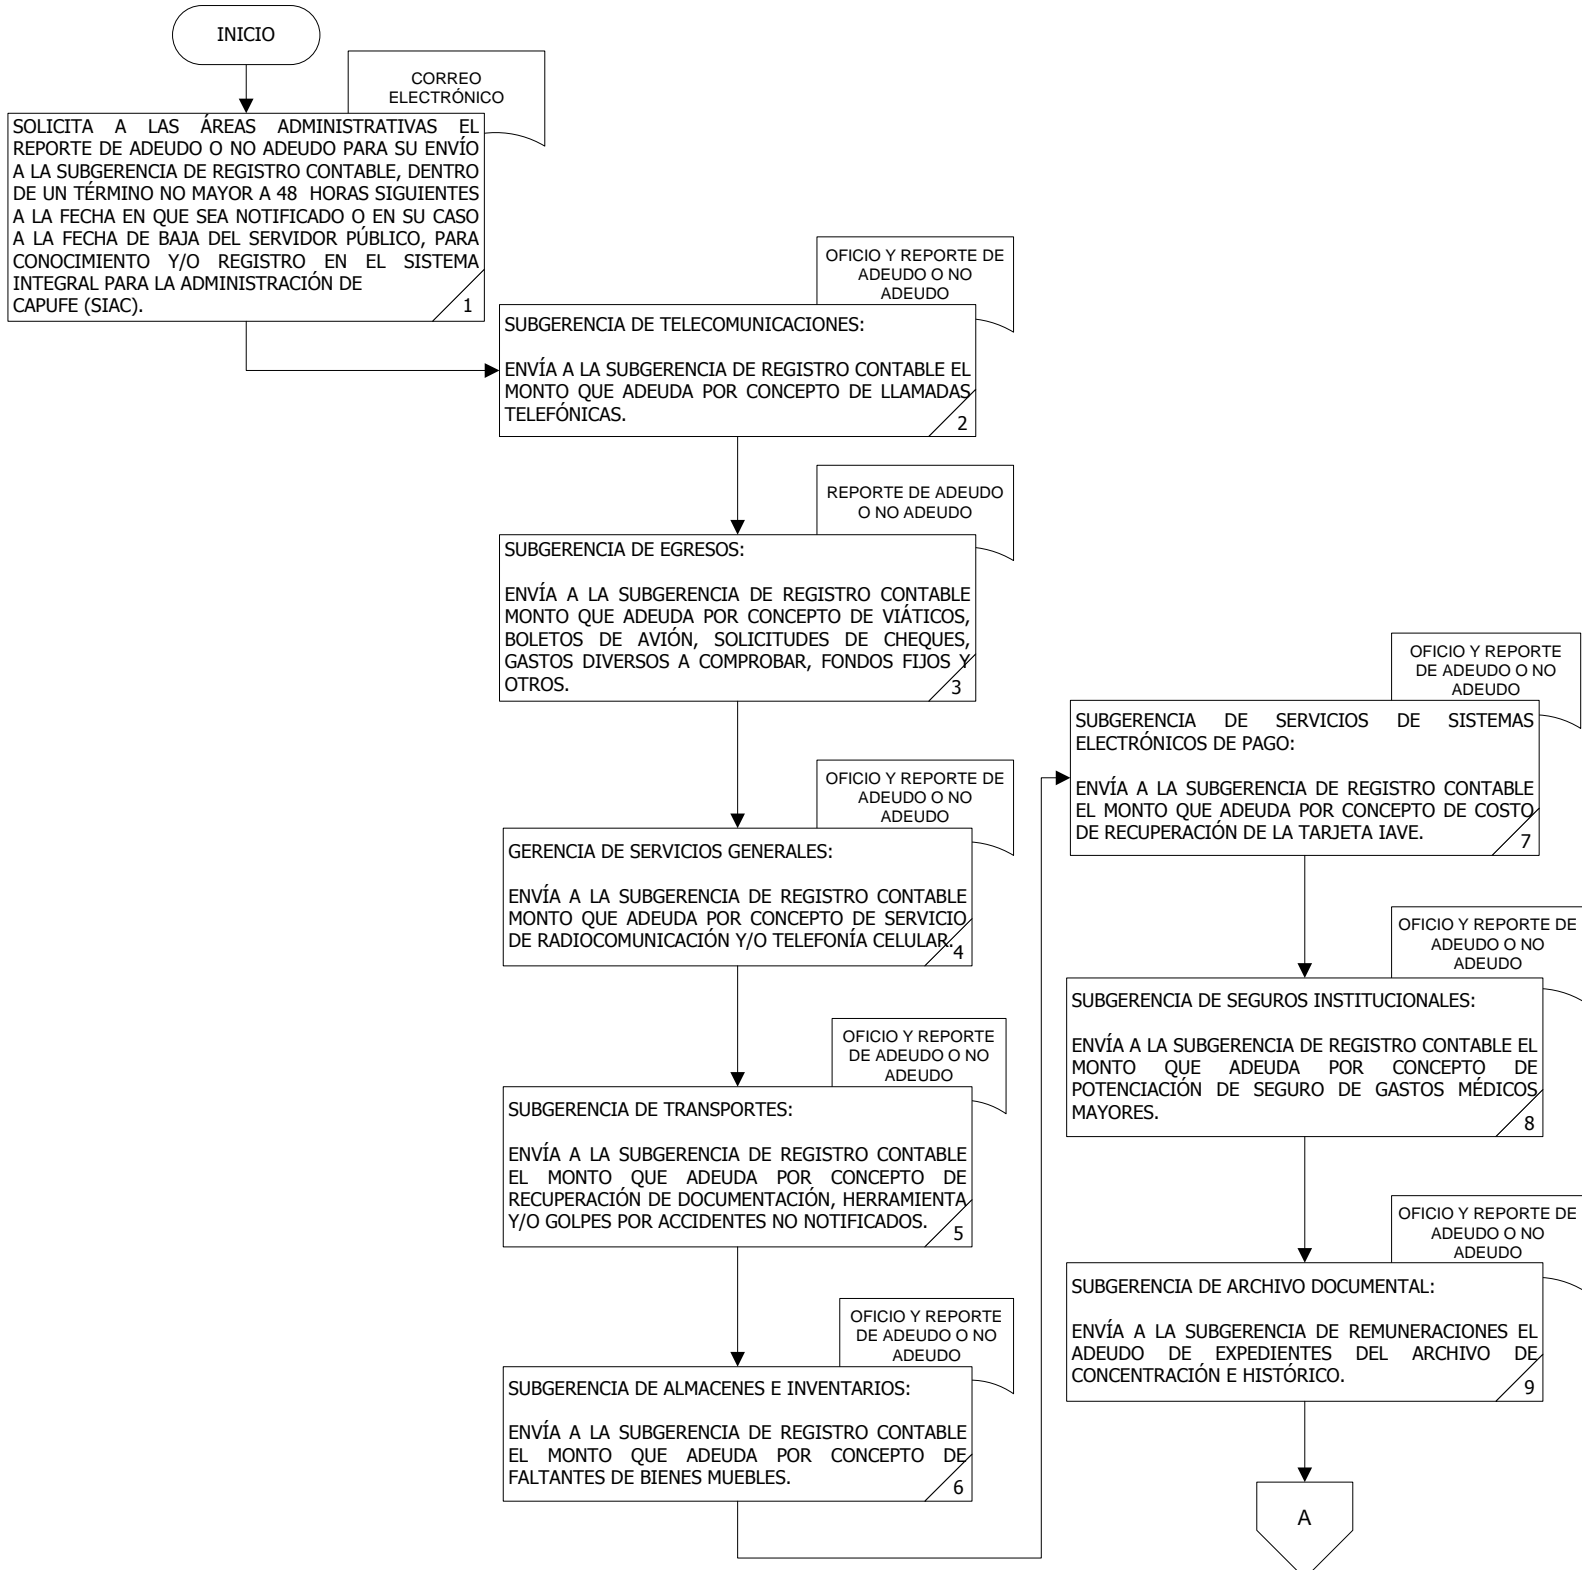 INICIO
CORREO
ELECTRÓNICO
SOLICITA A LAS ÁREAS ADMINISTRATIVAS EL
REPORTE DE ADEUDO O NO ADEUDO PARA SU ENVÍO
A LA SUBGERENCIA DE REGISTRO CONTABLE, DENTRO
DE UN TÉRMINO NO MAYOR A 48 HORAS SIGUIENTES
A LA FECHA EN QUE SEA NOTIFICADO O EN SU CASO
A LA FECHA DE BAJA DEL SERVIDOR PÚBLICO, PARA
CONOCIMIENTO Y/O REGISTRO EN EL SISTEMA
INTEGRAL PARA LA ADMINISTRACIÓN DE
CAPUFE (SIAC).
1
OFICIO Y REPORTE DE
ADEUDO O NO
ADEUDO
SUBGERENCIA DE TELECOMUNICACIONES:
ENVÍA A LA SUBGERENCIA DE REGISTRO CONTABLE EL
MONTO QUE ADEUDA POR CONCEPTO DE LLAMADAS
TELEFÓNICAS.
2
REPORTE DE ADEUDO
O NO ADEUDO
SUBGERENCIA DE EGRESOS:
ENVÍA A LA SUBGERENCIA DE REGISTRO CONTABLE
MONTO QUE ADEUDA POR CONCEPTO DE VIÁTICOS,
BOLETOS DE AVIÓN, SOLICITUDES DE CHEQUES,
GASTOS DIVERSOS A COMPROBAR, FONDOS FIJOS Y
OTROS.
3
OFICIO Y REPORTE DE
ADEUDO O NO
ADEUDO
GERENCIA DE SERVICIOS GENERALES:
ENVÍA A LA SUBGERENCIA DE REGISTRO CONTABLE
MONTO QUE ADEUDA POR CONCEPTO DE SERVICIO
DE RADIOCOMUNICACIÓN Y/O TELEFONÍA CELULAR.
4
OFICIO Y REPORTE
DE ADEUDO O NO
ADEUDO
SUBGERENCIA DE TRANSPORTES:
ENVÍA A LA SUBGERENCIA DE REGISTRO CONTABLE
EL MONTO QUE ADEUDA POR CONCEPTO DE
RECUPERACIÓN DE DOCUMENTACIÓN, HERRAMIENTA
Y/O GOLPES POR ACCIDENTES NO NOTIFICADOS.
5
OFICIO Y REPORTE
DE ADEUDO O NO
ADEUDO
SUBGERENCIA DE ALMACENES E INVENTARIOS:
ENVÍA A LA SUBGERENCIA DE REGISTRO CONTABLE
EL MONTO QUE ADEUDA POR CONCEPTO DE
FALTANTES DE BIENES MUEBLES.
6
OFICIO Y REPORTE
DE ADEUDO O NO
ADEUDO
SUBGERENCIA DE SERVICIOS DE SISTEMAS
ELECTRÓNICOS DE PAGO:
ENVÍA A LA SUBGERENCIA DE REGISTRO CONTABLE
EL MONTO QUE ADEUDA POR CONCEPTO DE COSTO
DE RECUPERACIÓN DE LA TARJETA IAVE.
7
OFICIO Y REPORTE DE
ADEUDO O NO
ADEUDO
SUBGERENCIA DE SEGUROS INSTITUCIONALES:
ENVÍA A LA SUBGERENCIA DE REGISTRO CONTABLE EL
MONTO QUE ADEUDA POR CONCEPTO DE
POTENCIACIÓN DE SEGURO DE GASTOS MÉDICOS
MAYORES.
8
OFICIO Y REPORTE DE
ADEUDO O NO
ADEUDO
SUBGERENCIA DE ARCHIVO DOCUMENTAL:
ENVÍA A LA SUBGERENCIA DE REMUNERACIONES EL
ADEUDO DE EXPEDIENTES DEL ARCHIVO DE
CONCENTRACIÓN E HISTÓRICO.
9
A